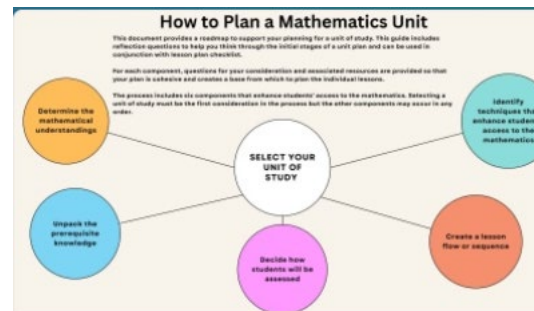 How to Plan a Mathematics Unit
This document provides a roadmap to support your planning for a unit of study. This guide includes
reflection questions to help you think through the initial stages of a unit plan and can be used in
conjunction with lesson plan checklist.
For each component, questions for your consideration and associated resources are provided so that
your plan is cohesive and creates a base from which to plan the individual lessons.
The process includes six components that enhance students' access to the mathematics. Selecting a
unit of study must be the first consideration in the process but the other components may occur in any
order.
Determine the
mathematical
understandings
Identify
techniques tha
enhance studen
access to the
mathematics
SELECT YOUR
UNIT OF
STUDY
Unpack the
prerequisite
knowledge
Decide how
students will be
assessed
Create a lesson
flow or sequence